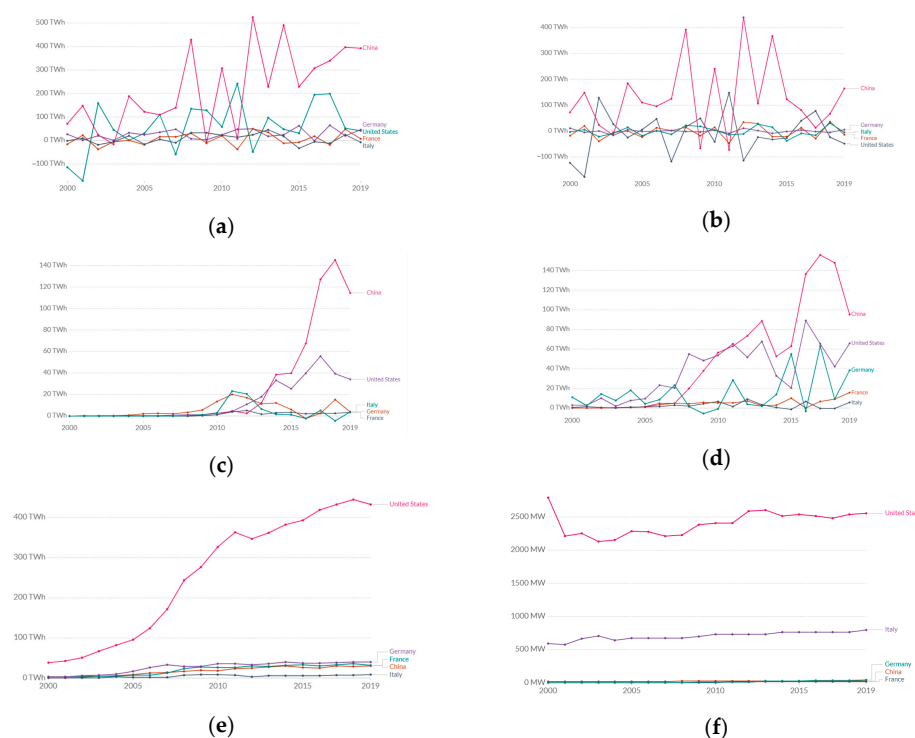 500 TWh
400 TWh
300 TWh
200 TWh
100 TWh
0 TWh
−100 TWh
2000 2005 2010 2015 2019
China
Germany
United States
France
Italy
(a)
400 TWh
300 TWh
200 TWh
100 TWh
0 TWh
−100 TWh
2000 2005 2010 2015 2019
China
Germany
Italy
France
United States
(b)
140 TWh
120 TWh
100 TWh
80 TWh
60 TWh
40 TWh
20 TWh
0 TWh
2000 2005 2010 2015 2019
China
United States
Italy
Germany
France
(c)
140 TWh
120 TWh
100 TWh
80 TWh
60 TWh
40 TWh
20 TWh
0 TWh
2000 2005 2010 2015 2019
China
United States
Germany
France
Italy
(d)
400 TWh
300 TWh
200 TWh
100 TWh
0 TWh
2000 2005 2010 2015 2019
United States
Germany
France
China
Italy
(e)
2500 MW
2000 MW
1500 MW
1000 MW
500 MW
0 MW
2000 2005 2010 2015 2019
United Sta
Italy
Germany
China
France
(f)